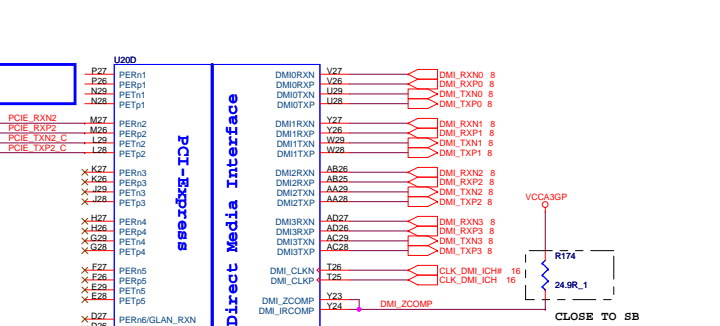 U20D
P27 PERn1 DMI0RXN V27 DMI_RXN0 8
P26 PERp1 DMI0RXP V26 DMI_RXP0 8
N29 PETn1 DMI0TXN U29 DMI_TXN0 8
N28 PETp1 DMI0TXP U28 DMI_TXP0 8
PCIE_RXN2 M27 PERn2 DMI1RXN Y27 DMI_RXN1 8
PCIE_RXP2 M26 PERp2 DMI1RXP Y26 DMI_RXP1 8
PCIE_TXN2_C L29 PETn2 DMI1TXN W29 DMI_TXN1 8
PCIE_TXP2_C L28 PETp2 DMI1TXP W28 DMI_TXP1 8
K27 PERn3 DMI2RXN AB26 DMI_RXN2 8
K26 PERp3 DMI2RXP AB25 DMI_RXP2 8
J29 PETn3 DMI2TXN AA29 DMI_TXN2 8
J28 PETp3 DMI2TXP AA28 DMI_TXP2 8
H27 PERn4 DMI3RXN AD27 DMI_RXN3 8
H26 PERp4 DMI3RXP AD26 DMI_RXP3 8
G29 PETn4 DMI3TXN AC29 DMI_TXN3 8
G28 PETp4 DMI3TXP AC28 DMI_TXP3 8
F27 PERn5 DMI_CLKN T26 CLK_DMI_ICH# 16
F26 PERp5 DMI_CLKP T25 CLK_DMI_ICH 16
E29 PETn5
E28 PETp5 DMI_ZCOMP Y23
DMI_IRCOMP Y24 DMI_ZCOMP
D27 PERn6/GLAN_RXN
D26
PCI-Express
Direct Media Interface
VCCA3GP
R174
24.9R_1
CLOSE TO SB